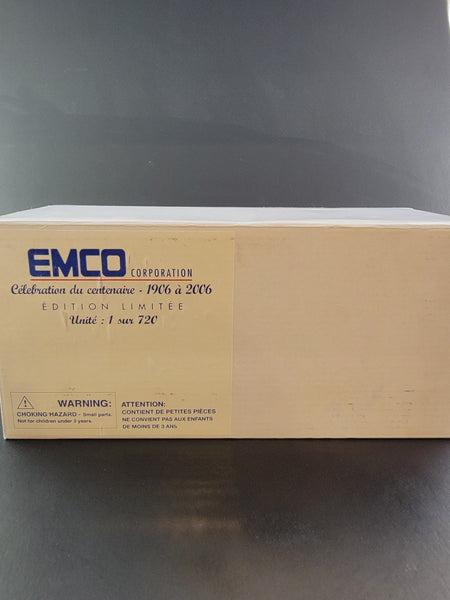 EMCO CORPORATION
Célébration du centenaire - 1906 à 2006
ÉDITION LIMITÉE
Unité : 1 sur 720
WARNING:
CHOKING HAZARD - Small parts.
Not for children under 3 years.
ATTENTION:
CONTIENT DE PETITES PIÈCES
NE CONVIENT PAS AUX ENFANTS
DE MOINS DE 3 ANS